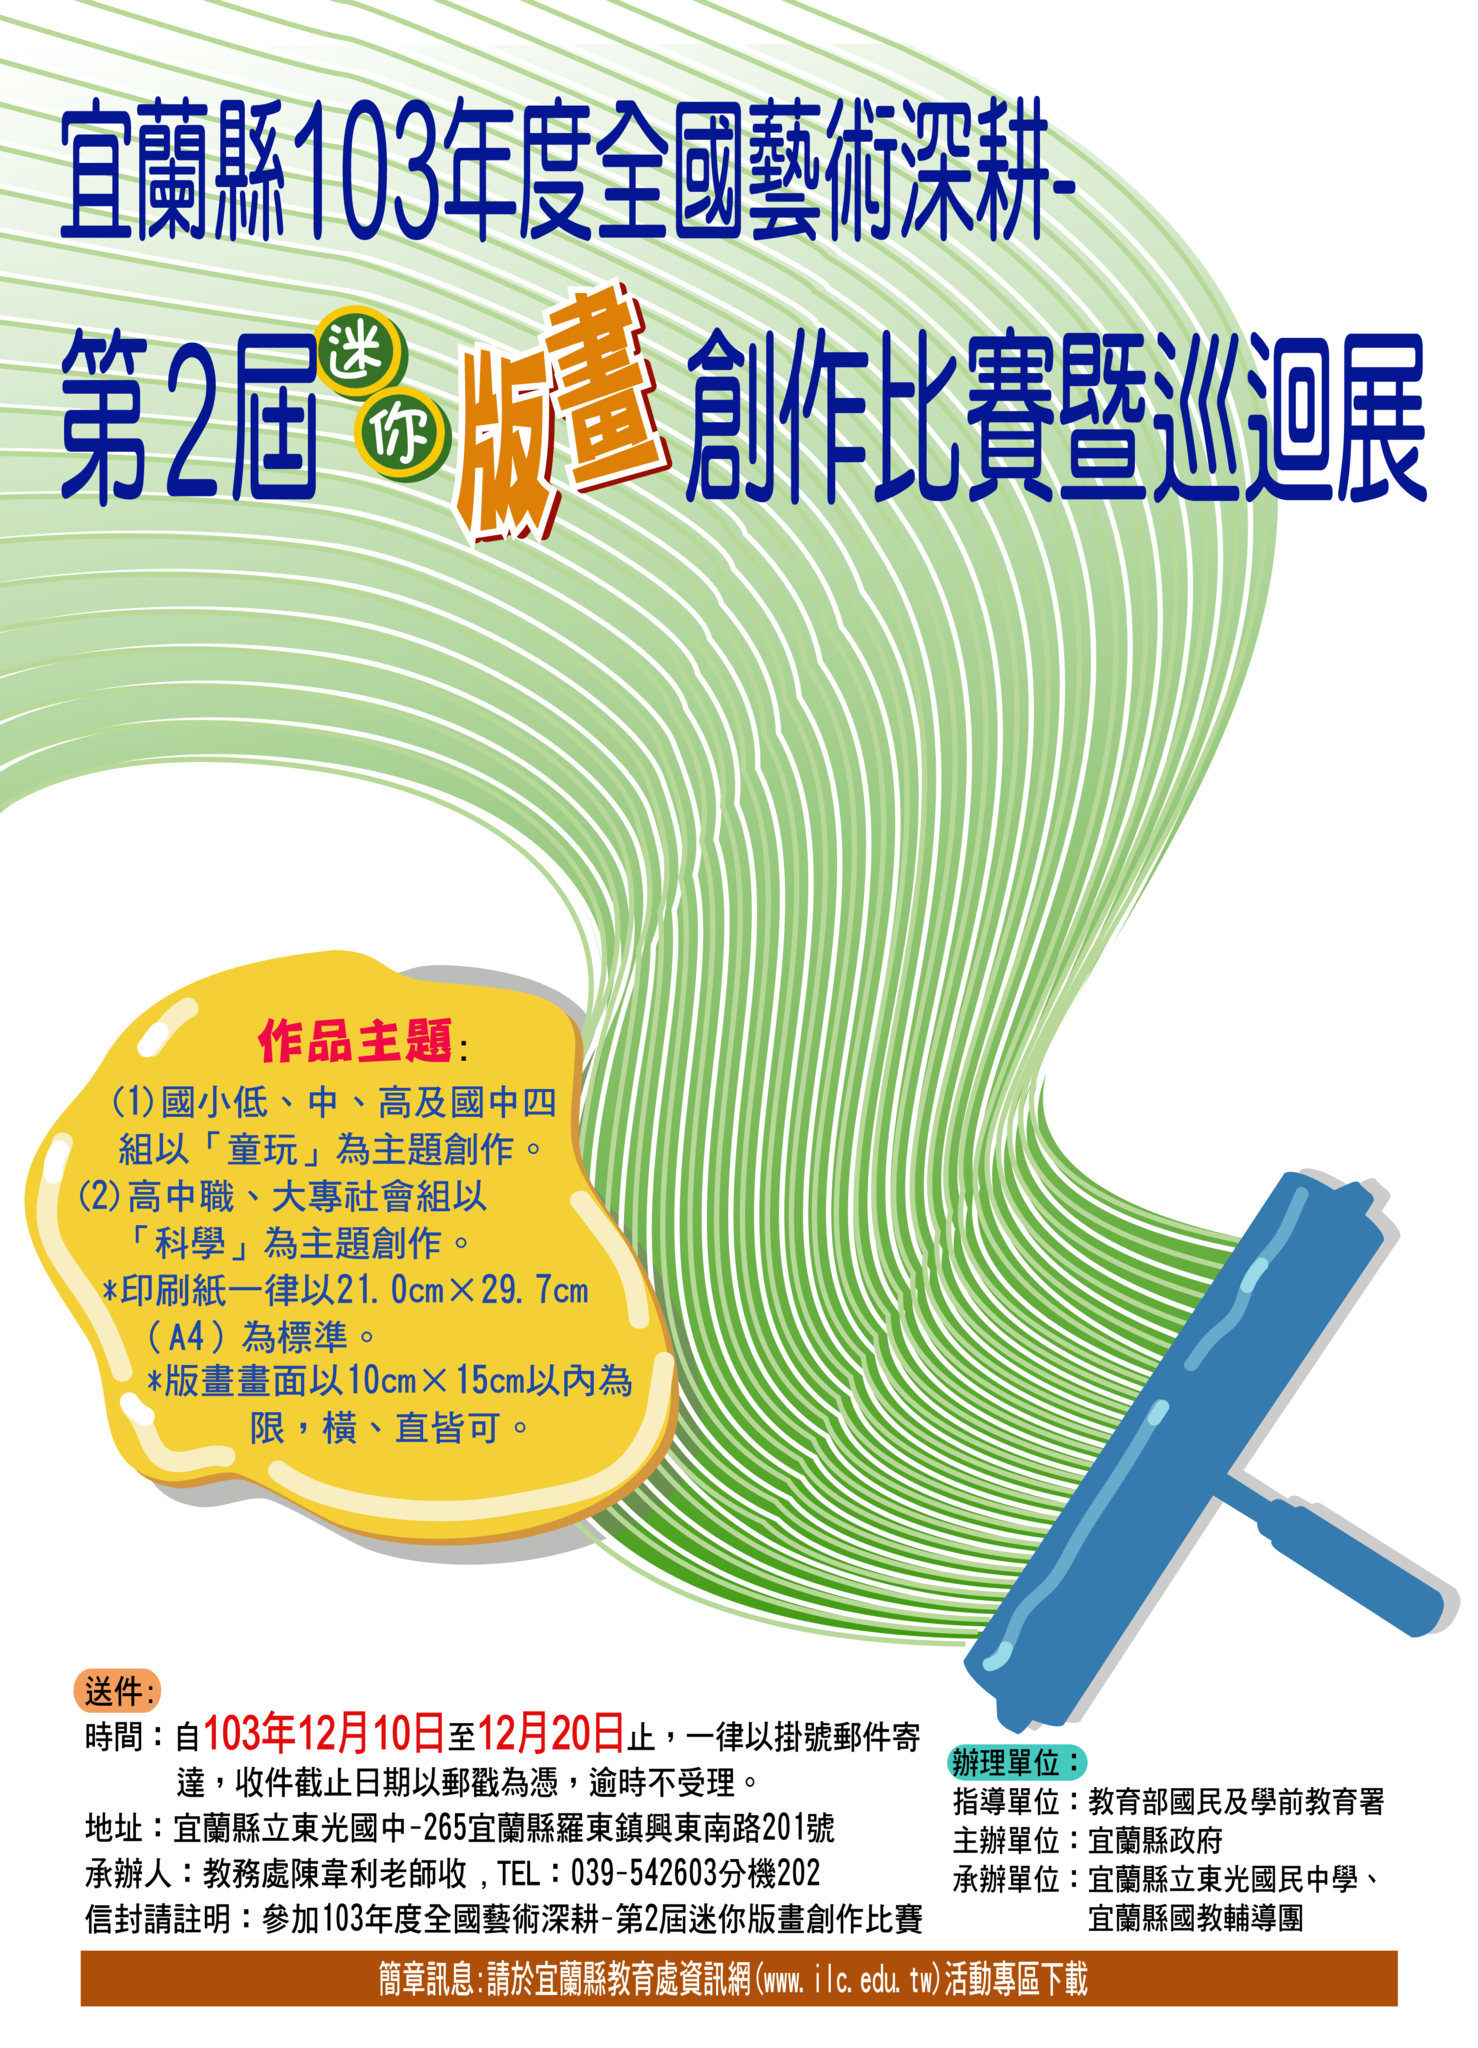 宜蘭縣103年度全國藝術深耕-
第2屆迷你版畫創作比賽暨巡迴展
作品主題:
(1)國小低、中、高及國中四
組以「童玩」為主題創作。
(2)高中職、大專社會組以
「科學」為主題創作。
*印刷紙一律以21.0cm×29.7cm
（A4）為標準。
*版畫畫面以10cm×15cm以內為
限，橫、直皆可。
送件:
時間：自103年12月10日至12月20日止，一律以掛號郵件寄
達，收件截止日期以郵戳為憑，逾時不受理。
地址：宜蘭縣立東光國中-265宜蘭縣羅東鎮興東南路201號
承辦人：教務處陳韋利老師收 , TEL：039-542603分機202
信封請註明：參加103年度全國藝術深耕-第2屆迷你版畫創作比賽
辦理單位：
指導單位：教育部國民及學前教育署
主辦單位：宜蘭縣政府
承辦單位：宜蘭縣立東光國民中學、
宜蘭縣國教輔導團
簡章訊息:請於宜蘭縣教育處資訊網(www.ilc.edu.tw)活動專區下載